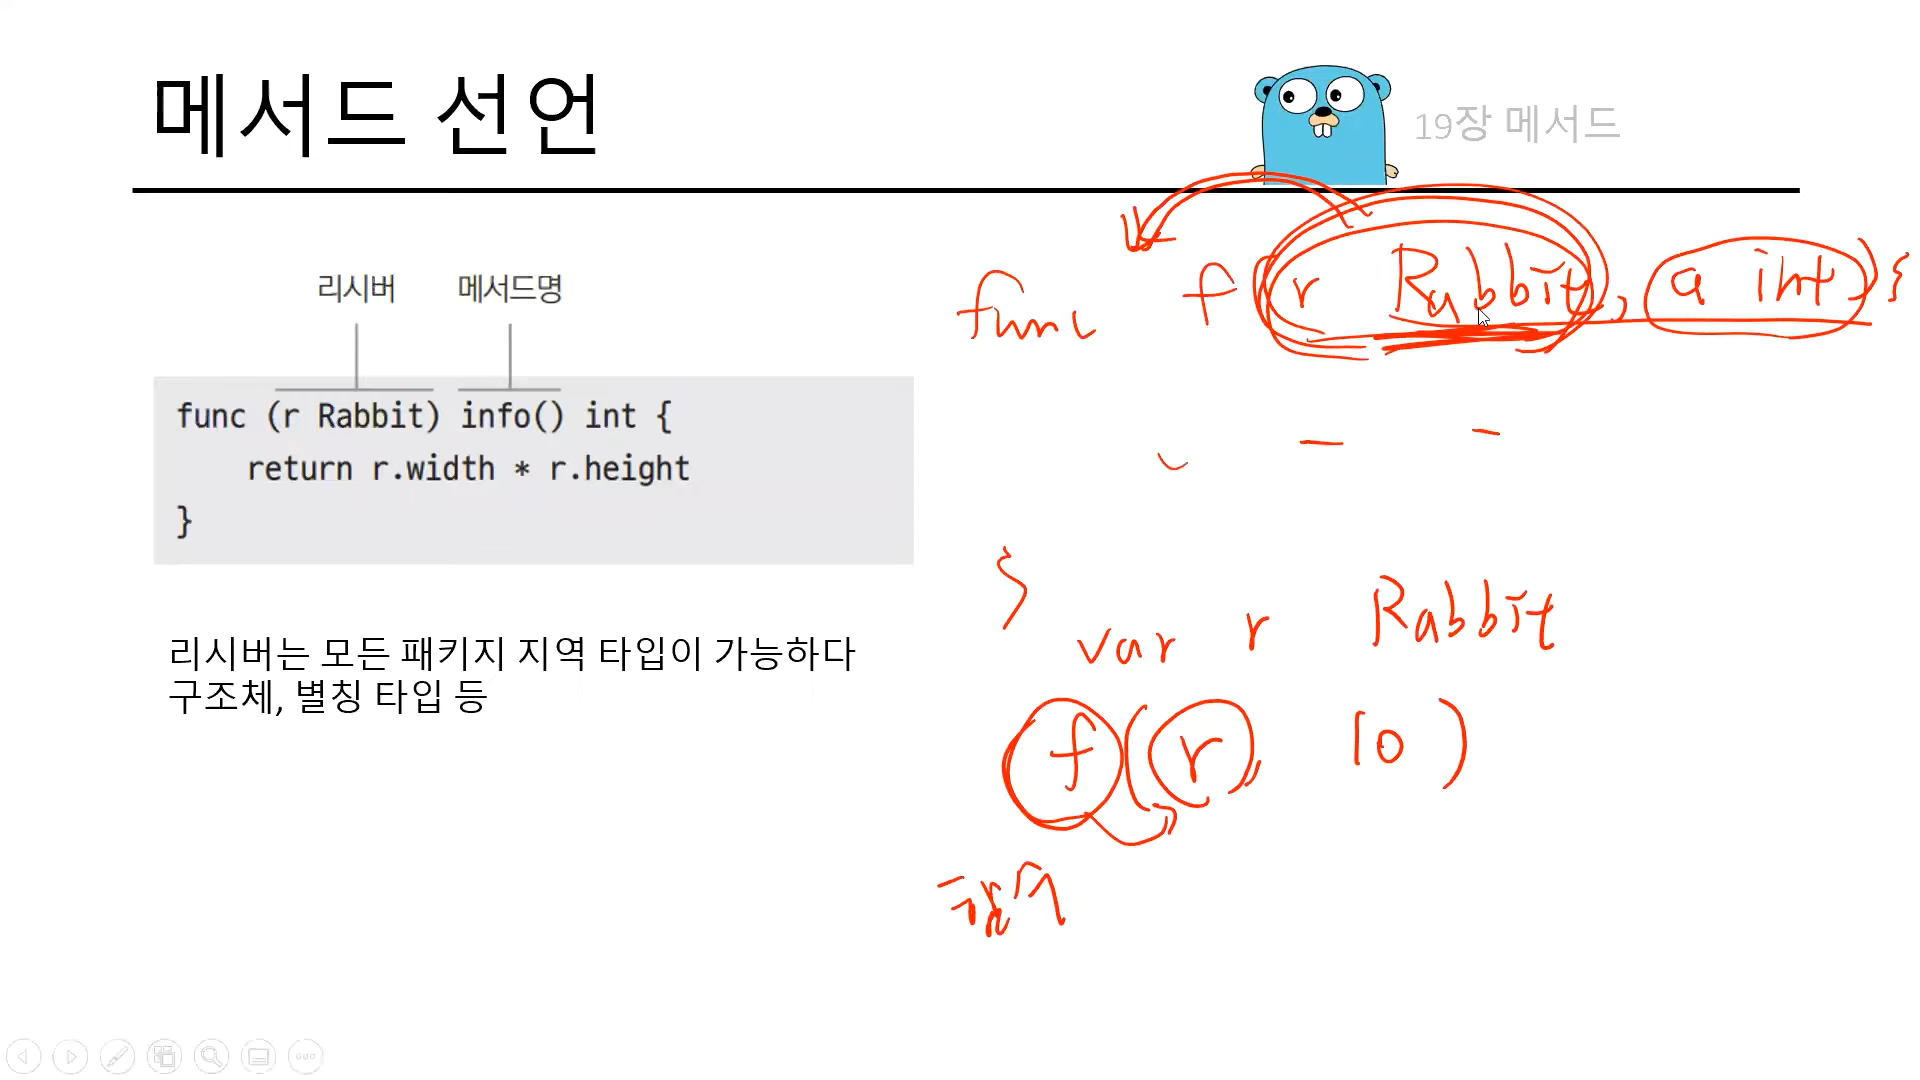 메서드 선언
19장 메서드
리시버 메서드명
func (r Rabbit) info() int {
return r.width * r.height
}
리시버는 모든 패키지 지역 타입이 가능하다
구조체, 별칭 타입 등
func f(r Rabbit, a int){
}
var r Rabbit
f(r, 10)
함수